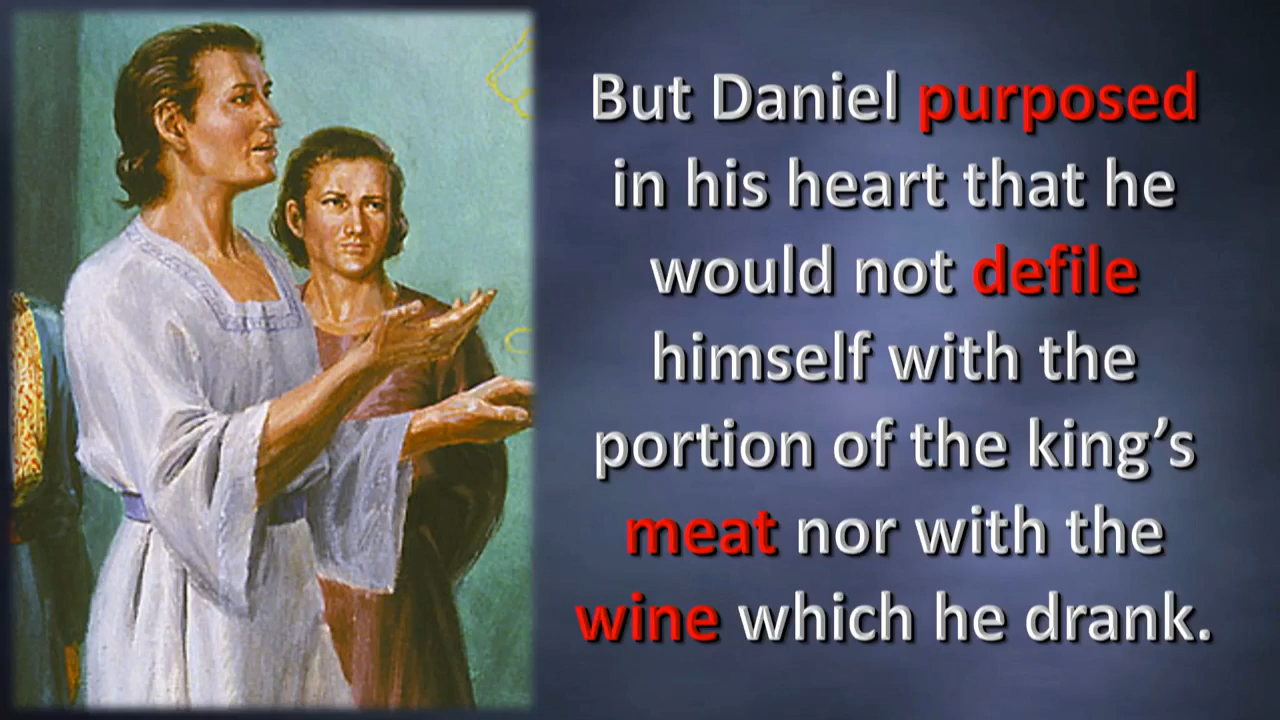 But Daniel purposed
in his heart that he
would not defile
himself with the
portion of the king’s
meat nor with the
wine which he drank.